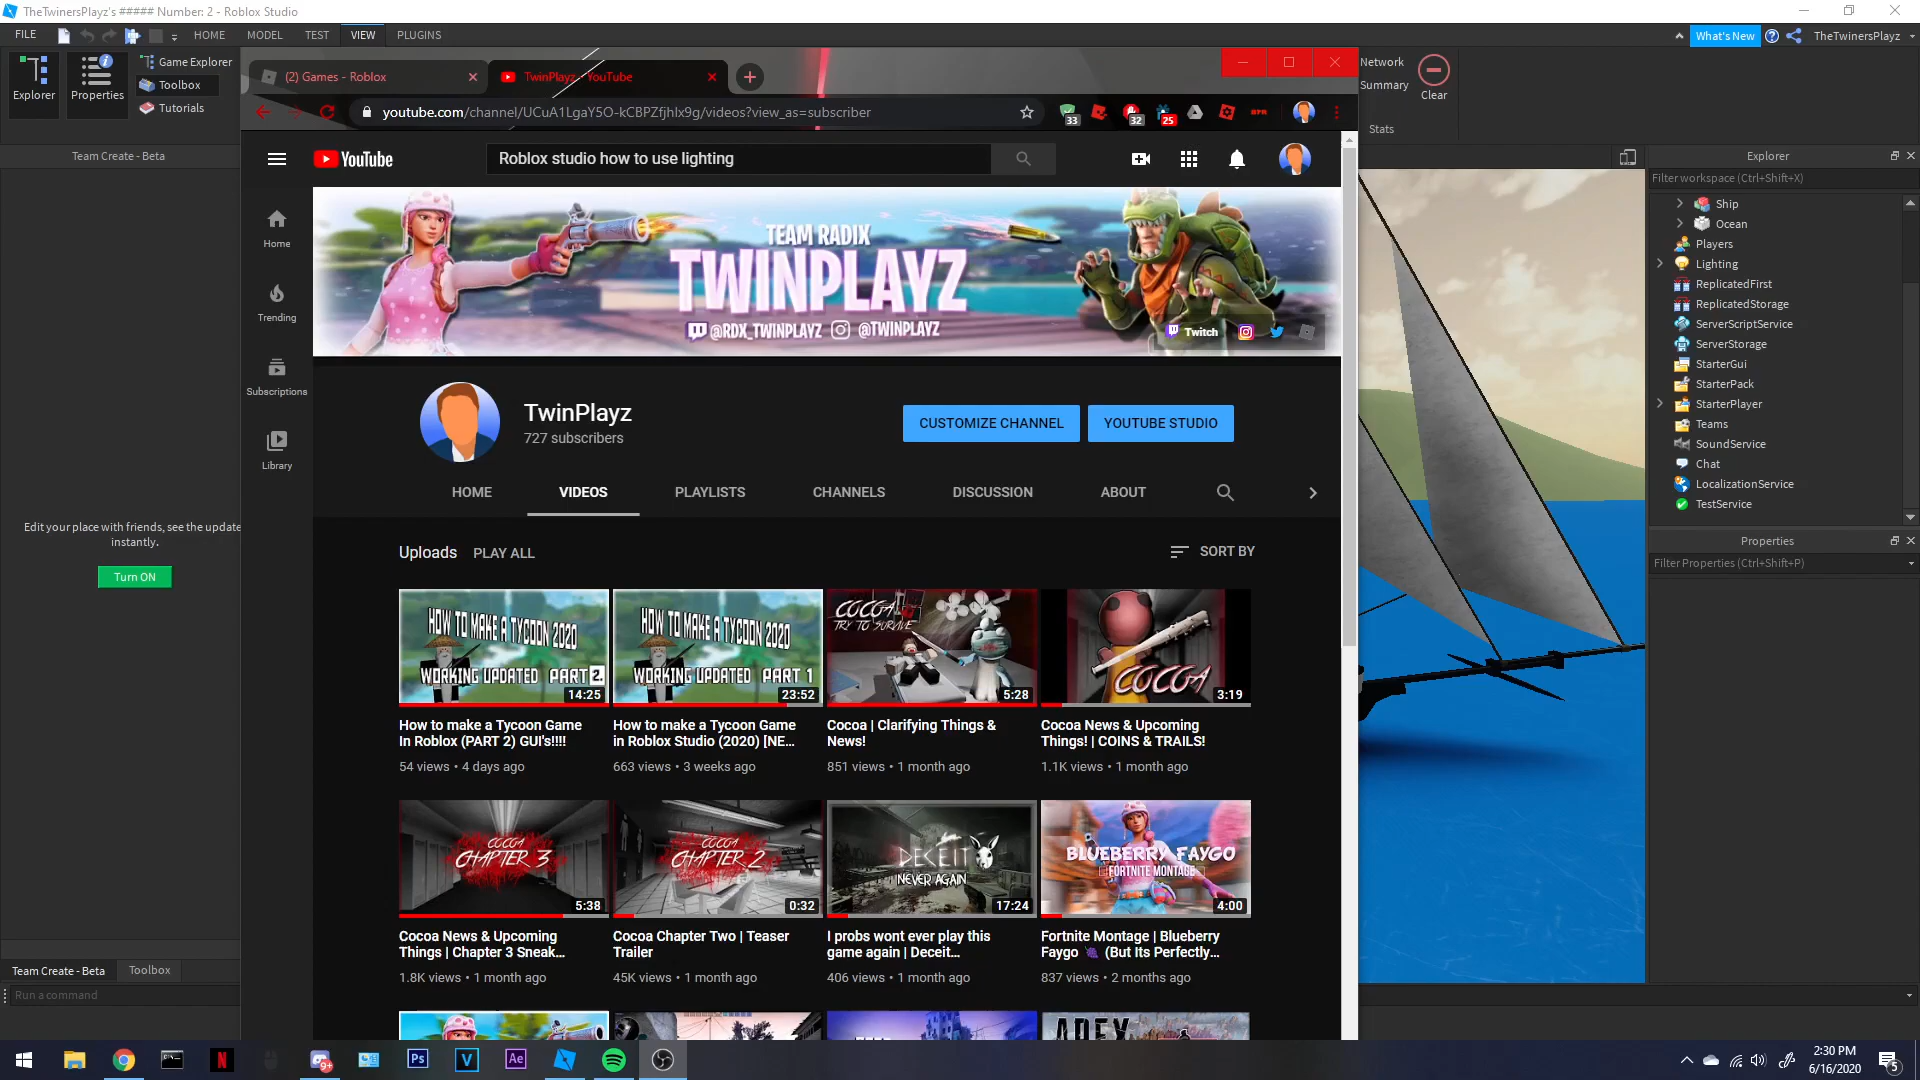 TheTwinersPlayz's ##### Number: 2 - Roblox Studio
FILE
HOME
MODEL
TEST
VIEW
PLUGINS
What's New
TheTwinersPlayz
Explorer
Properties
Game Explorer
Toolbox
Tutorials
Network
Summary
Clear
Stats
(2) Games - Roblox
TwinPlayz - YouTube
youtube.com/channel/UCuA1LgaY5O-kCBPZfjhlx9g/videos?view_as=subscriber
33
32
25
Team Create - Beta
Edit your place with friends, see the update
instantly.
Turn ON
Team Create - Beta
Toolbox
Run a command
YouTube
Roblox studio how to use lighting
Home
Trending
Subscriptions
Library
TEAM RADIX
TWINPLAYZ
@RDX_TWINPLAYZ @TWINPLAYZ
Twitch
TwinPlayz
727 subscribers
CUSTOMIZE CHANNEL
YOUTUBE STUDIO
HOME
VIDEOS
PLAYLISTS
CHANNELS
DISCUSSION
ABOUT
Uploads
PLAY ALL
SORT BY
HOW TO MAKE A TYCOON 2020
WORKING UPDATED PART 2
14:25
How to make a Tycoon Game
In Roblox (PART 2) GUI's!!!!
54 views • 4 days ago
HOW TO MAKE A TYCOON 2020
WORKING UPDATED PART 1
23:52
How to make a Tycoon Game
in Roblox Studio (2020) [NE...
663 views • 3 weeks ago
COCOA
TRY TO SURVIVE
5:28
Cocoa | Clarifying Things &
News!
851 views • 1 month ago
COCOA
3:19
Cocoa News & Upcoming
Things! | COINS & TRAILS!
1.1K views • 1 month ago
COCOA
CHAPTER 3
5:38
Cocoa News & Upcoming
Things | Chapter 3 Sneak...
1.8K views • 1 month ago
COCOA
CHAPTER 2
0:32
Cocoa Chapter Two | Teaser
Trailer
45K views • 1 month ago
DECEIT
NEVER AGAIN
17:24
I probs wont ever play this
game again | Deceit...
406 views • 1 month ago
BLUEBERRY FAYGO
FORTNITE MONTAGE
4:00
Fortnite Montage | Blueberry
Faygo 🍇 (But Its Perfectly...
837 views • 2 months ago
APEX
Explorer
Filter workspace (Ctrl+Shift+X)
Ship
Ocean
Players
Lighting
ReplicatedFirst
ReplicatedStorage
ServerScriptService
ServerStorage
StarterGui
StarterPack
StarterPlayer
Teams
SoundService
Chat
LocalizationService
TestService
Properties
Filter Properties (Ctrl+Shift+P)
N
9+
Ps
V
Ae
2:30 PM
6/16/2020
5